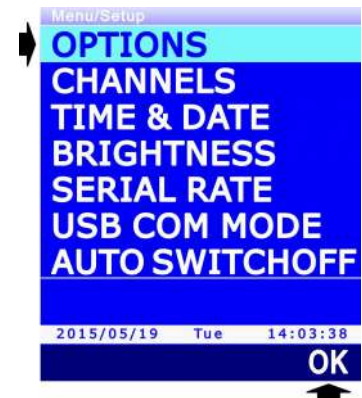 Menu/Setup
OPTIONS
CHANNELS
TIME & DATE
BRIGHTNESS
SERIAL RATE
USB COM MODE
AUTO SWITCHOFF
2015/05/19 Tue 14:03:38
OK